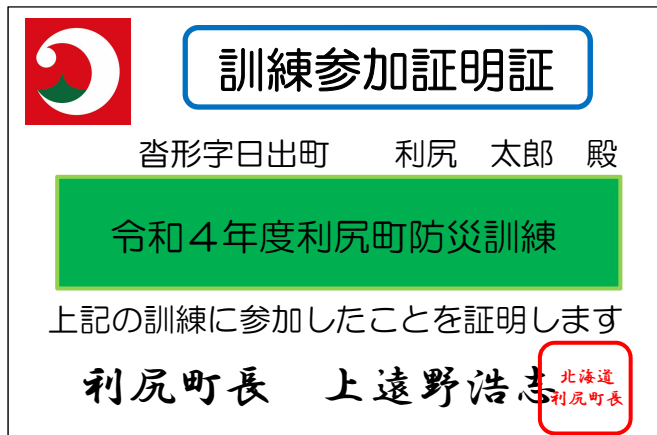 訓練参加証明証
沓形字日出町　利尻　太郎　殿
令和４年度利尻町防災訓練
上記の訓練に参加したことを証明します
利尻町長　上遠野浩志
北海道
利尻町長